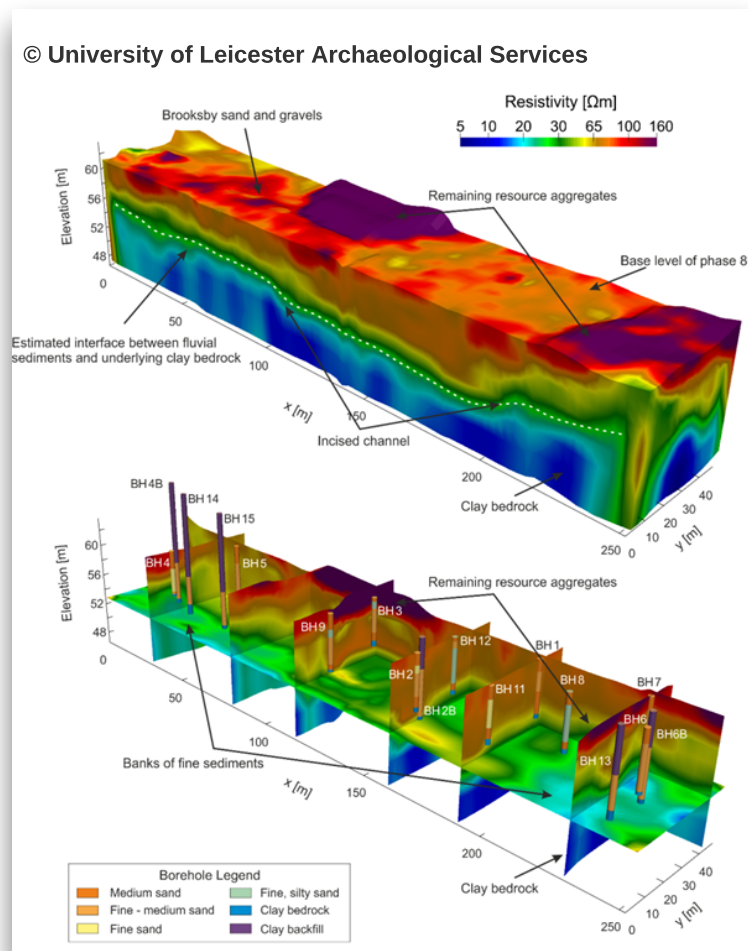 © University of Leicester Archaeological Services
Resistivity [Ωm]
5 10 20 30 65 100 160
Brooksby sand and gravels
Remaining resource aggregates
Base level of phase 8
Elevation [m]
60
56
52
48
0
50
100
150
200
250
x [m]
0 10 20 30 40
y [m]
Estimated interface between fluvial
sediments and underlying clay bedrock
Incised channel
Clay bedrock
BH4B
BH14
BH15
BH4
BH5
Elevation [m]
60
56
52
48
Remaining resource aggregates
BH3
BH9
BH12
BH1
BH2
BH2B
BH11
BH8
BH7
BH6
BH6B
BH13
Banks of fine sediments
0
50
100
150
200
250
x [m]
0 10 20 30 40
y [m]
Clay bedrock
Borehole Legend
Medium sand
Fine - medium sand
Fine sand
Fine, silty sand
Clay bedrock
Clay backfill